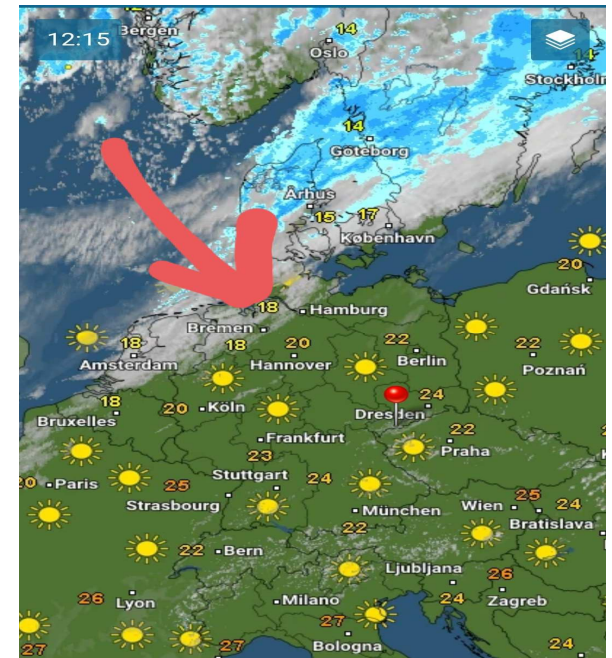 12
12:15
Bergen
14
Oslo
14
Stockholm
14
Göteborg
Århus
15
17
København
20
Gdańsk
18
Hamburg
Bremen
18
18
20
22
22
Amsterdam
Hannover
Berlin
Poznań
18
20
Köln
24
Bruxelles
Dresden
22
Frankfurt
Praha
23
Stuttgart
24
20
Paris
25
Strasbourg
25
24
München
Wien
Bratislava
22
22
Bern
Ljubljana
26
26
Lyon
Milano
24
Zagreb
27
27
27
Bologna
24